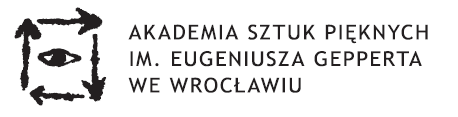 AKADEMIA SZTUK PIĘKNYCH
IM. EUGENIUSZA GEPPERTA
WE WROCŁAWIU